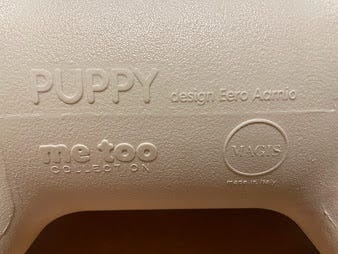 PUPPY design Eero Aarnio
me too
COLLECTION
MAGIS
made in Italy